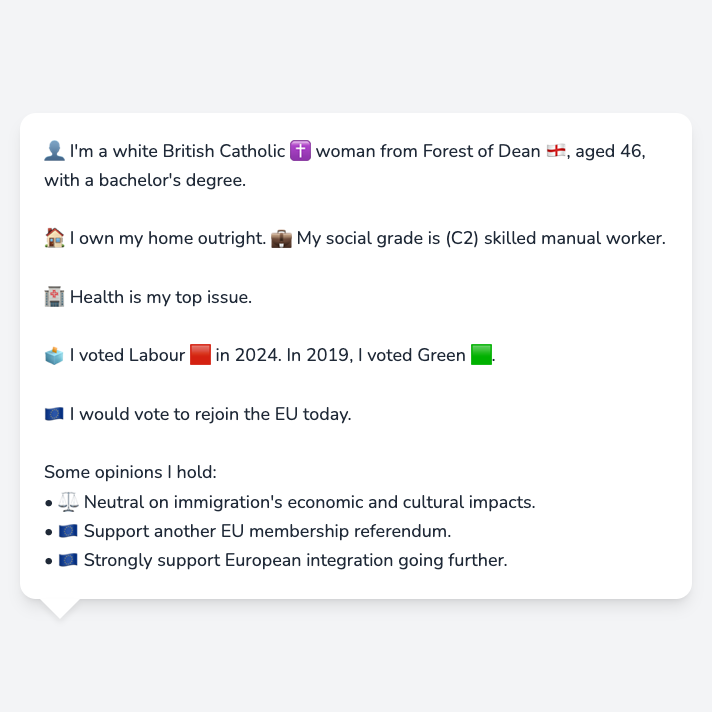 👤 I'm a white British Catholic ✝️ woman from Forest of Dean 🏴󠁧󠁢󠁥󠁮󠁧󠁿, aged 46,
with a bachelor's degree.
🏠 I own my home outright. 💼 My social grade is (C2) skilled manual worker.
🏥 Health is my top issue.
🗳️ I voted Labour 🟥 in 2024. In 2019, I voted Green 🟩.
🇪🇺 I would vote to rejoin the EU today.
Some opinions I hold:
• ⚖️ Neutral on immigration's economic and cultural impacts.
• 🇪🇺 Support another EU membership referendum.
• 🇪🇺 Strongly support European integration going further.